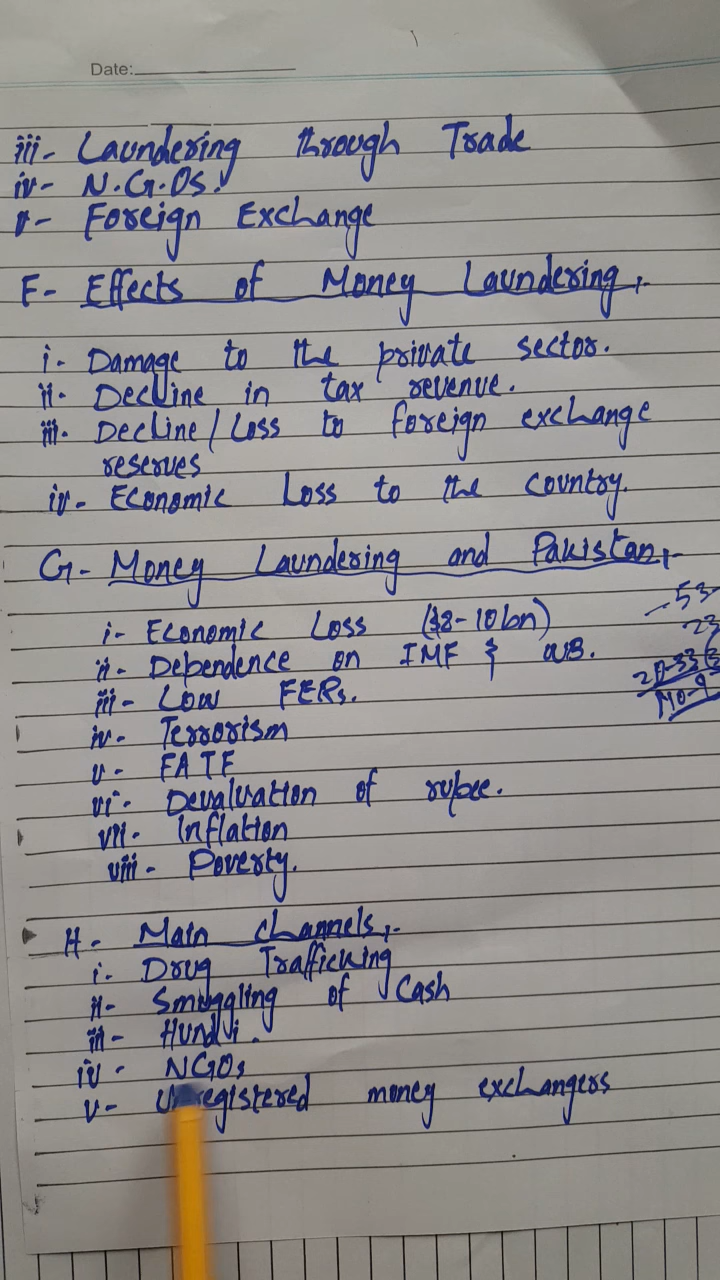 Date:
iii- Laundering through Trade
iv- N.G.Os.
v- Foreign Exchange
F- Effects of Money Laundering,-
i- Damage to the private sector.
ii- Decline in tax revenue.
iii- Decline/Loss to foreign exchange
reserves
iv- Economic Loss to the country.
G- Money Laundering and Pakistan,-
i- Economic Loss ($8-10bn)
ii- Dependence on IMF & WB.
iii- Low FERs.
iv- Terrorism
v- FATF
vi- Devaluation of rupee.
vii- Inflation
viii- Poverty.
H- Main channels,-
i- Drug Trafficking
ii- Smuggling of Cash
iii- Hundi.
iv- NGOs
v- Unregistered money exchangers